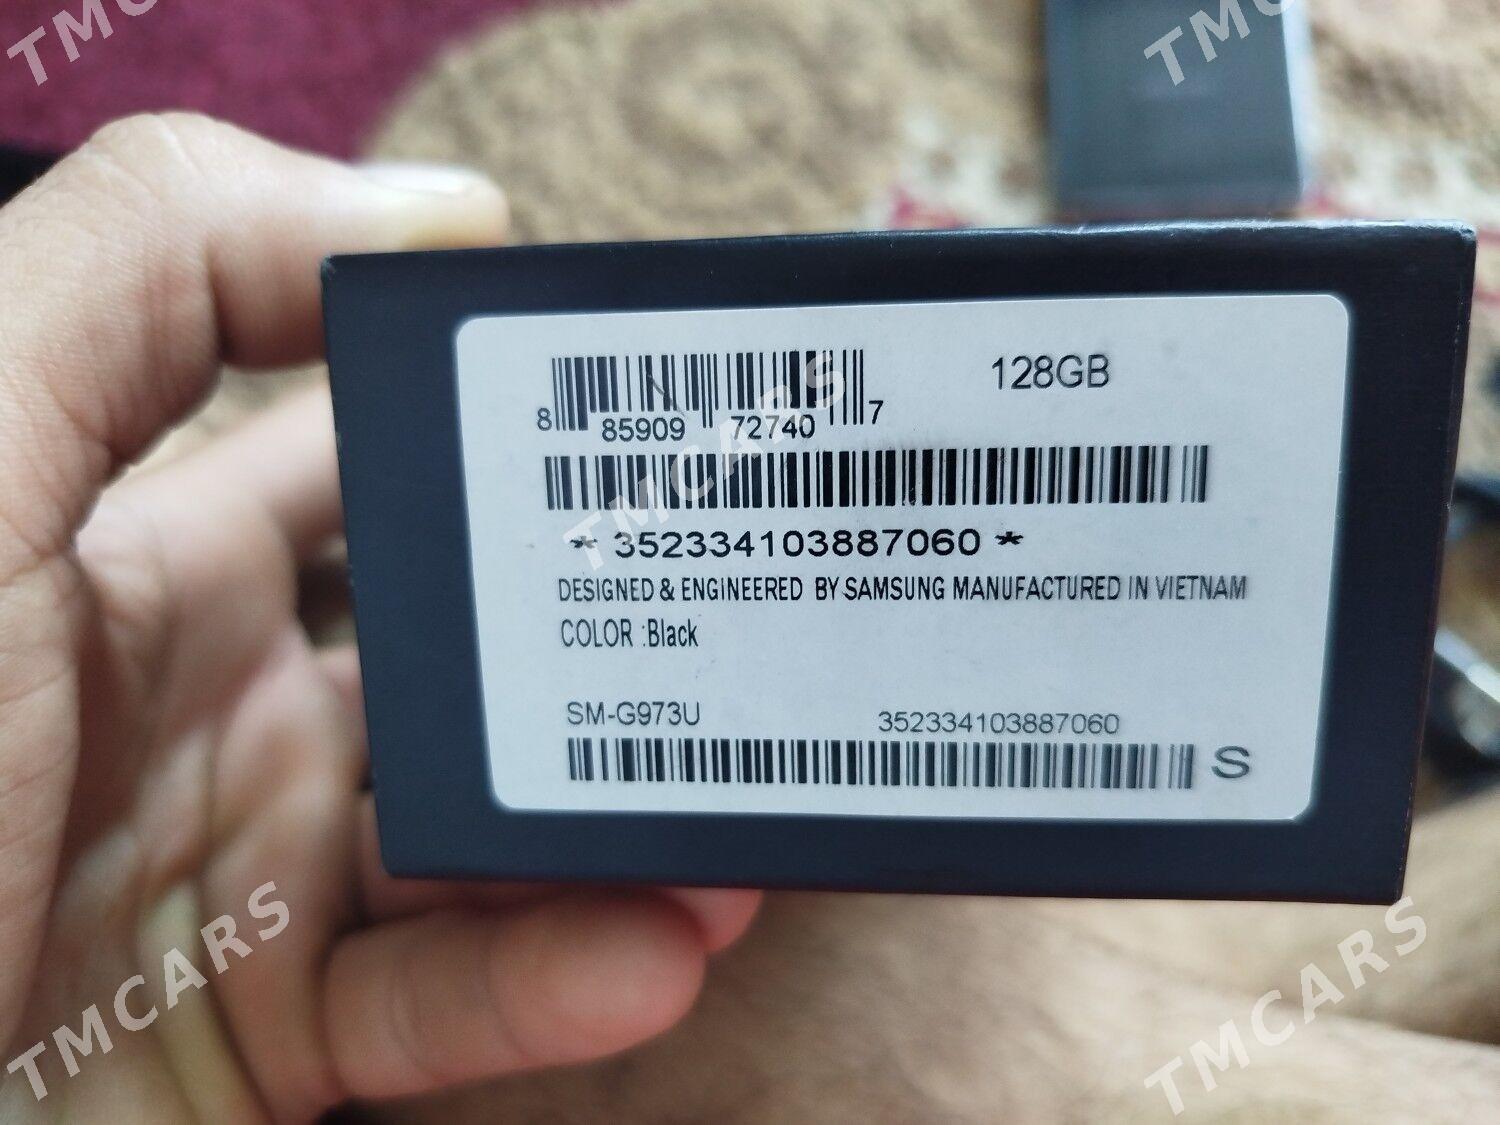 TMCARS
TMCARS
128GB
8 85909 72740 7
TMCARS
* 352334103887060 *
DESIGNED & ENGINEERED BY SAMSUNG MANUFACTURED IN VIETNAM
COLOR :Black
SM-G973U 352334103887060
S
TMCARS
TMCARS